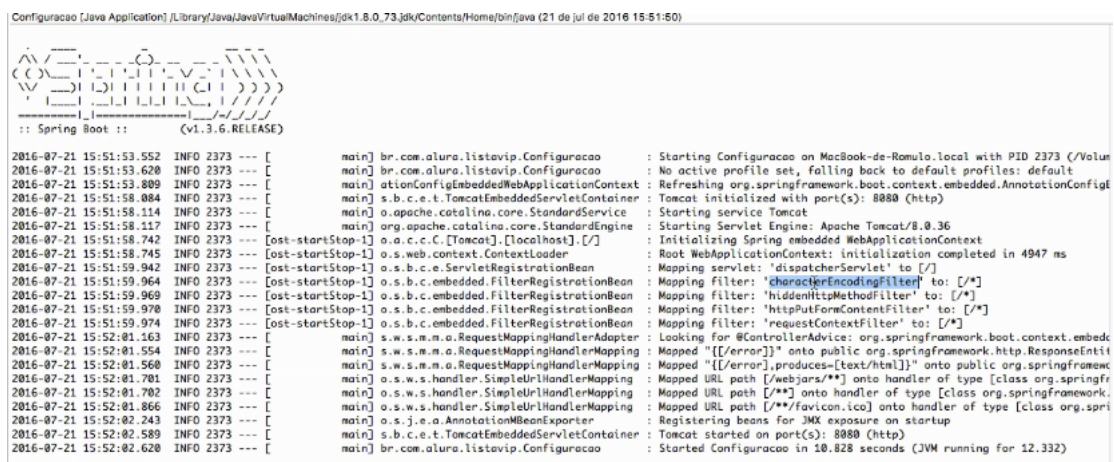 Configuracao [Java Application] /Library/Java/JavaVirtualMachines/jdk1.8.0_73.jdk/Contents/Home/bin/java (21 de jul de 2016 15:51:50)
:: Spring Boot ::        (v1.3.6.RELEASE)
2016-07-21 15:51:53.552  INFO 2373 --- [           main] br.com.alura.listavip.Configuracao       : Starting Configuracao on MacBook-de-Romulo.local with PID 2373 (/Volum
2016-07-21 15:51:53.620  INFO 2373 --- [           main] br.com.alura.listavip.Configuracao       : No active profile set, falling back to default profiles: default
2016-07-21 15:51:53.809  INFO 2373 --- [           main] ationConfigEmbeddedWebApplicationContext : Refreshing org.springframework.boot.context.embedded.AnnotationConfigE
2016-07-21 15:51:58.084  INFO 2373 --- [           main] s.b.c.e.t.TomcatEmbeddedServletContainer : Tomcat initialized with port(s): 8080 (http)
2016-07-21 15:51:58.114  INFO 2373 --- [           main] o.apache.catalina.core.StandardService   : Starting service Tomcat
2016-07-21 15:51:58.117  INFO 2373 --- [           main] org.apache.catalina.core.StandardEngine  : Starting Servlet Engine: Apache Tomcat/8.0.36
2016-07-21 15:51:58.742  INFO 2373 --- [ost-startStop-1] o.a.c.c.C.[Tomcat].[localhost].[/]       : Initializing Spring embedded WebApplicationContext
2016-07-21 15:51:58.745  INFO 2373 --- [ost-startStop-1] o.s.web.context.ContextLoader            : Root WebApplicationContext: initialization completed in 4947 ms
2016-07-21 15:51:59.942  INFO 2373 --- [ost-startStop-1] o.s.b.c.e.ServletRegistrationBean        : Mapping servlet: 'dispatcherServlet' to [/]
2016-07-21 15:51:59.964  INFO 2373 --- [ost-startStop-1] o.s.b.c.embedded.FilterRegistrationBean  : Mapping filter: 'characterEncodingFilter' to: [/*]
2016-07-21 15:51:59.969  INFO 2373 --- [ost-startStop-1] o.s.b.c.embedded.FilterRegistrationBean  : Mapping filter: 'hiddenHttpMethodFilter' to: [/*]
2016-07-21 15:51:59.970  INFO 2373 --- [ost-startStop-1] o.s.b.c.embedded.FilterRegistrationBean  : Mapping filter: 'httpPutFormContentFilter' to: [/*]
2016-07-21 15:51:59.974  INFO 2373 --- [ost-startStop-1] o.s.b.c.embedded.FilterRegistrationBean  : Mapping filter: 'requestContextFilter' to: [/*]
2016-07-21 15:52:01.163  INFO 2373 --- [           main] s.w.s.m.m.a.RequestMappingHandlerAdapter : Looking for @ControllerAdvice: org.springframework.boot.context.embedd
2016-07-21 15:52:01.554  INFO 2373 --- [           main] s.w.s.m.m.a.RequestMappingHandlerMapping : Mapped "{[/error]}" onto public org.springframework.http.ResponseEntit
2016-07-21 15:52:01.560  INFO 2373 --- [           main] s.w.s.m.m.a.RequestMappingHandlerMapping : Mapped "{[/error],produces=[text/html]}" onto public org.springframewo
2016-07-21 15:52:01.701  INFO 2373 --- [           main] o.s.w.s.handler.SimpleUrlHandlerMapping  : Mapped URL path [/webjars/**] onto handler of type [class org.springfr
2016-07-21 15:52:01.702  INFO 2373 --- [           main] o.s.w.s.handler.SimpleUrlHandlerMapping  : Mapped URL path [/**] onto handler of type [class org.springframework.
2016-07-21 15:52:01.866  INFO 2373 --- [           main] o.s.w.s.handler.SimpleUrlHandlerMapping  : Mapped URL path [/**/favicon.ico] onto handler of type [class org.spri
2016-07-21 15:52:02.243  INFO 2373 --- [           main] o.s.j.e.a.AnnotationMBeanExporter        : Registering beans for JMX exposure on startup
2016-07-21 15:52:02.589  INFO 2373 --- [           main] s.b.c.e.t.TomcatEmbeddedServletContainer : Tomcat started on port(s): 8080 (http)
2016-07-21 15:52:02.620  INFO 2373 --- [           main] br.com.alura.listavip.Configuracao       : Started Configuracao in 10.828 seconds (JVM running for 12.332)